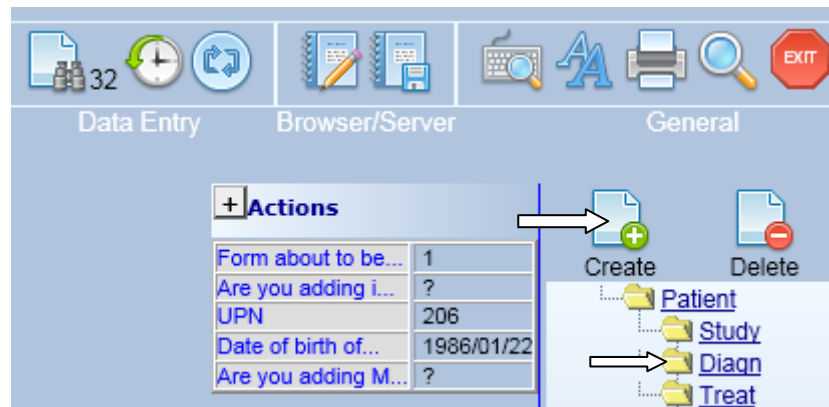 32
EXIT
Data Entry
Browser/Server
General
+ Actions
Form about to be... 1
Are you adding i... ?
UPN 206
Date of birth of... 1986/01/22
Are you adding M... ?
Create
Delete
Patient
Study
Diagn
Treat